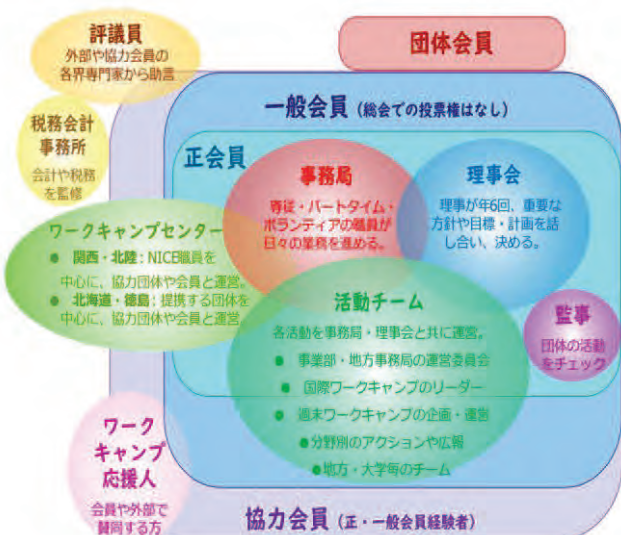 評議員
外部や協力会員の
各界専門家から助言
団体会員
税務会計
事務所
会計や税務
を監修
一般会員（総会での投票権はなし）
正会員
事務局
専従・パートタイム・
ボランティアの職員が
日々の業務を進める。
理事会
理事が年6回、重要な
方針や目標・計画を話
し合い、決める。
ワークキャンプセンター
● 関西・北陸：NICE職員を
中心に、協力団体や会員と運営。
● 北海道・徳島：提携する団体を
中心に、協力団体や会員と運営
活動チーム
各活動を事務局・理事会と共に運営。
● 事業部・地方事務局の運営委員会
● 国際ワークキャンプのリーダー
● 週末ワークキャンプの企画・運営
●分野別のアクションや広報
●地方・大学毎のチーム
監事
団体の活動
をチェック
ワーク
キャンプ
応援人
会員や外部で
賛同する方
協力会員（正・一般会員経験者）